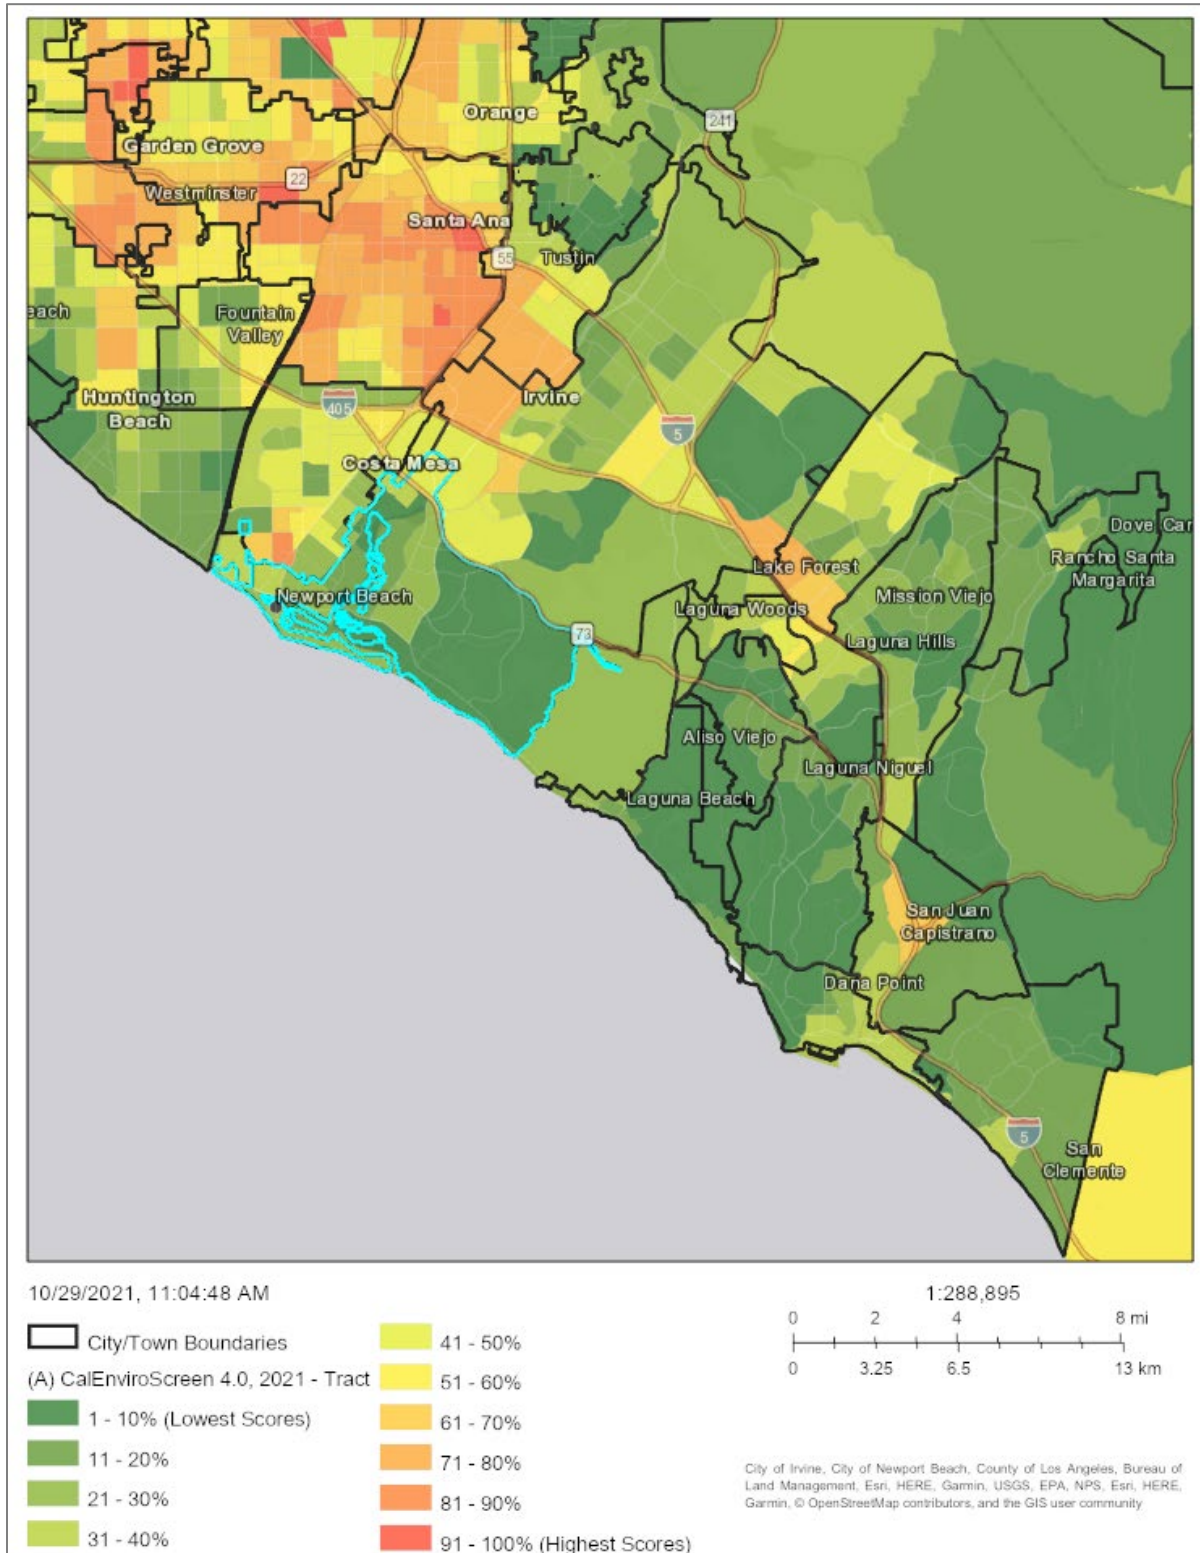 241
Orange
Garden Grove
22
Westminster
Santa Ana
55
Tustin
each
Fountain
Valley
Huntington
Beach
405
Irvine
5
Costa Mesa
Dove Can
Lake Forest
Rancho Santa
Margarita
Newport Beach
Laguna Woods
Mission Viejo
73
Laguna Hills
Aliso Viejo
Laguna Niguel
Laguna Beach
San Juan
Capistrano
Dana Point
5
San
Clemente
10/29/2021, 11:04:48 AM
1:288,895
0 2 4 8 mi
0 3.25 6.5 13 km
City/Town Boundaries
(A) CalEnviroScreen 4.0, 2021 - Tract
1 - 10% (Lowest Scores)
11 - 20%
21 - 30%
31 - 40%
41 - 50%
51 - 60%
61 - 70%
71 - 80%
81 - 90%
91 - 100% (Highest Scores)
City of Irvine, City of Newport Beach, County of Los Angeles, Bureau of
Land Management, Esri, HERE, Garmin, USGS, EPA, NPS, Esri, HERE,
Garmin, © OpenStreetMap contributors, and the GIS user community